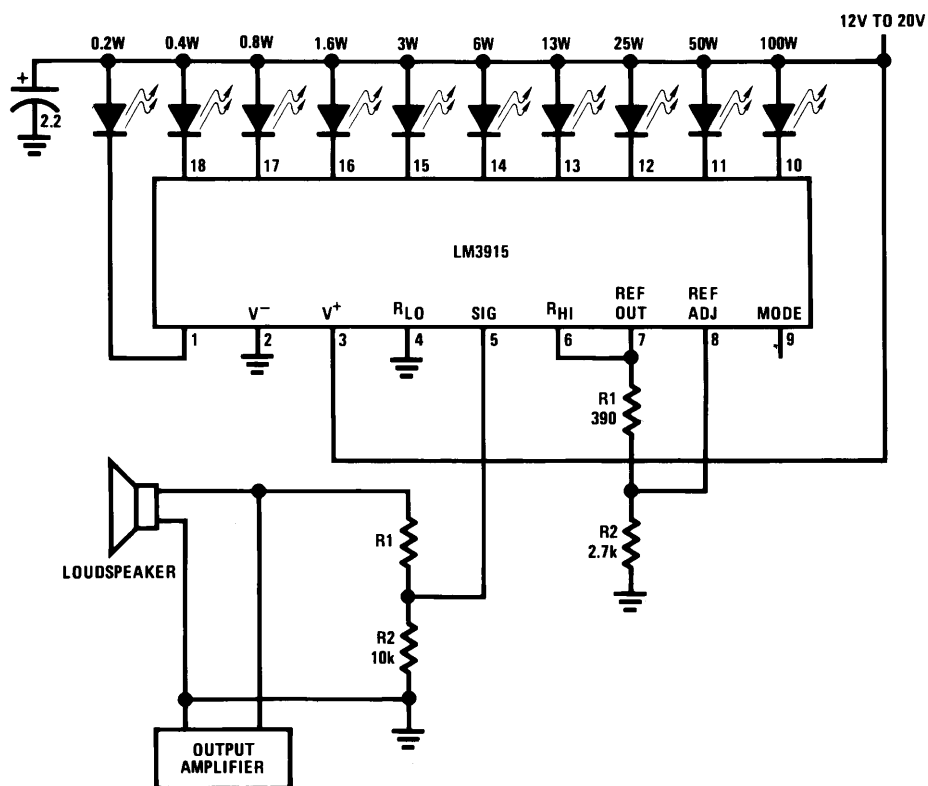 12V TO 20V
0.2W 0.4W 0.8W 1.6W 3W 6W 13W 25W 50W 100W
+
2.2
18 17 16 15 14 13 12 11 10
LM3915
V− V+ RLO SIG RHI REF OUT REF ADJ MODE
1 2 3 4 5 6 7 8 9
R1
390
R2
2.7k
LOUDSPEAKER
R1
R2
10k
OUTPUT
AMPLIFIER